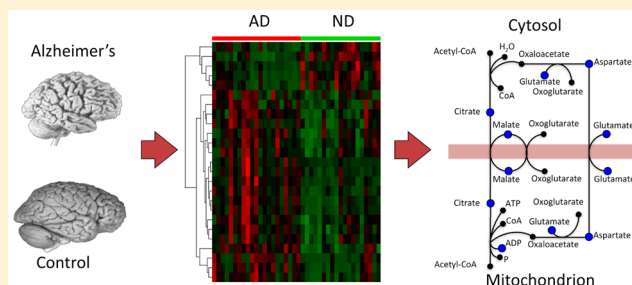 Alzheimer's
Control
AD
ND
Cytosol
Acetyl-CoA
H₂O
Oxaloacetate
Aspartate
Glutamate
Oxoglutarate
CoA
Citrate
Malate
Oxoglutarate
Glutamate
Malate
Oxoglutarate
Glutamate
Citrate
ATP
CoA
ADP
P
Glutamate
Oxoglutarate
Oxaloacetate
Aspartate
Acetyl-CoA
Mitochondrion